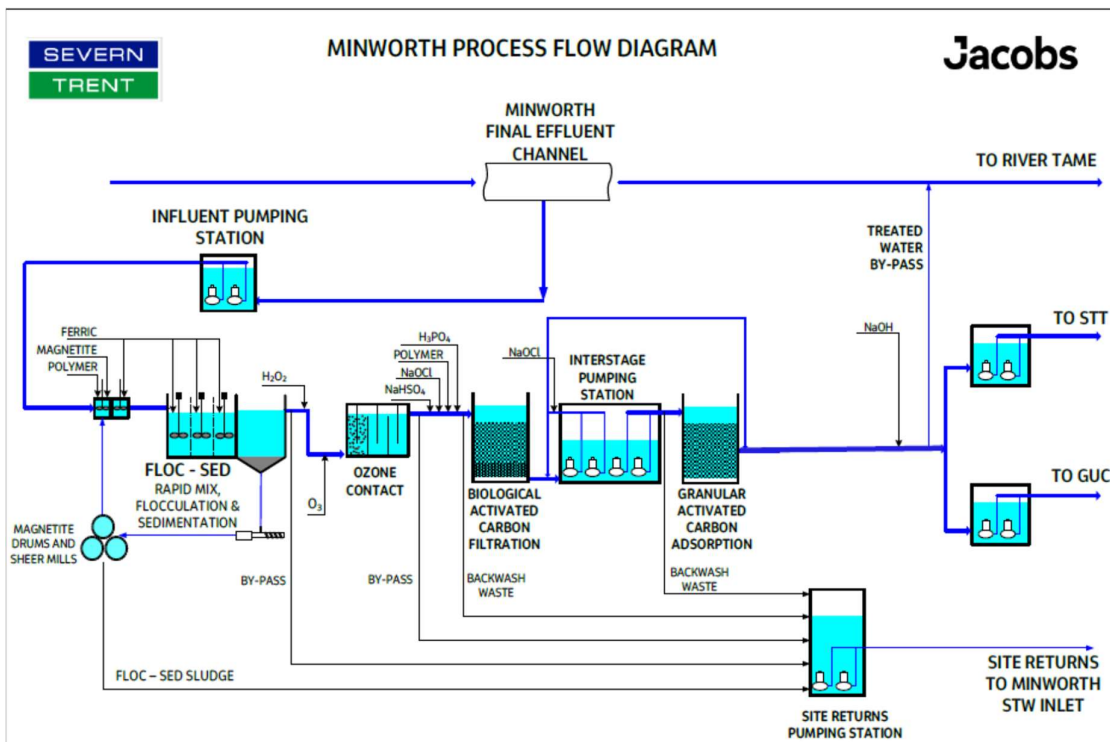 SEVERN
TRENT
MINWORTH PROCESS FLOW DIAGRAM
Jacobs
MINWORTH
FINAL EFFLUENT
CHANNEL
TO RIVER TAME
INFLUENT PUMPING
STATION
TREATED
WATER
BY-PASS
TO STT
FERRIC
MAGNETITE
POLYMER
H₂O₂
H₃PO₄
POLYMER
NaOCl
NaHSO₄
NaOCl
INTERSTAGE
PUMPING
STATION
NaOH
FLOC - SED
RAPID MIX,
FLOCCULATION &
SEDIMENTATION
O₃
OZONE
CONTACT
BIOLOGICAL
ACTIVATED
CARBON
FILTRATION
GRANULAR
ACTIVATED
CARBON
ADSORPTION
TO GUC
MAGNETITE
DRUMS AND
SHEER MILLS
BY-PASS
BY-PASS
BACKWASH
WASTE
BACKWASH
WASTE
FLOC – SED SLUDGE
SITE RETURNS
PUMPING STATION
SITE RETURNS
TO MINWORTH
STW INLET